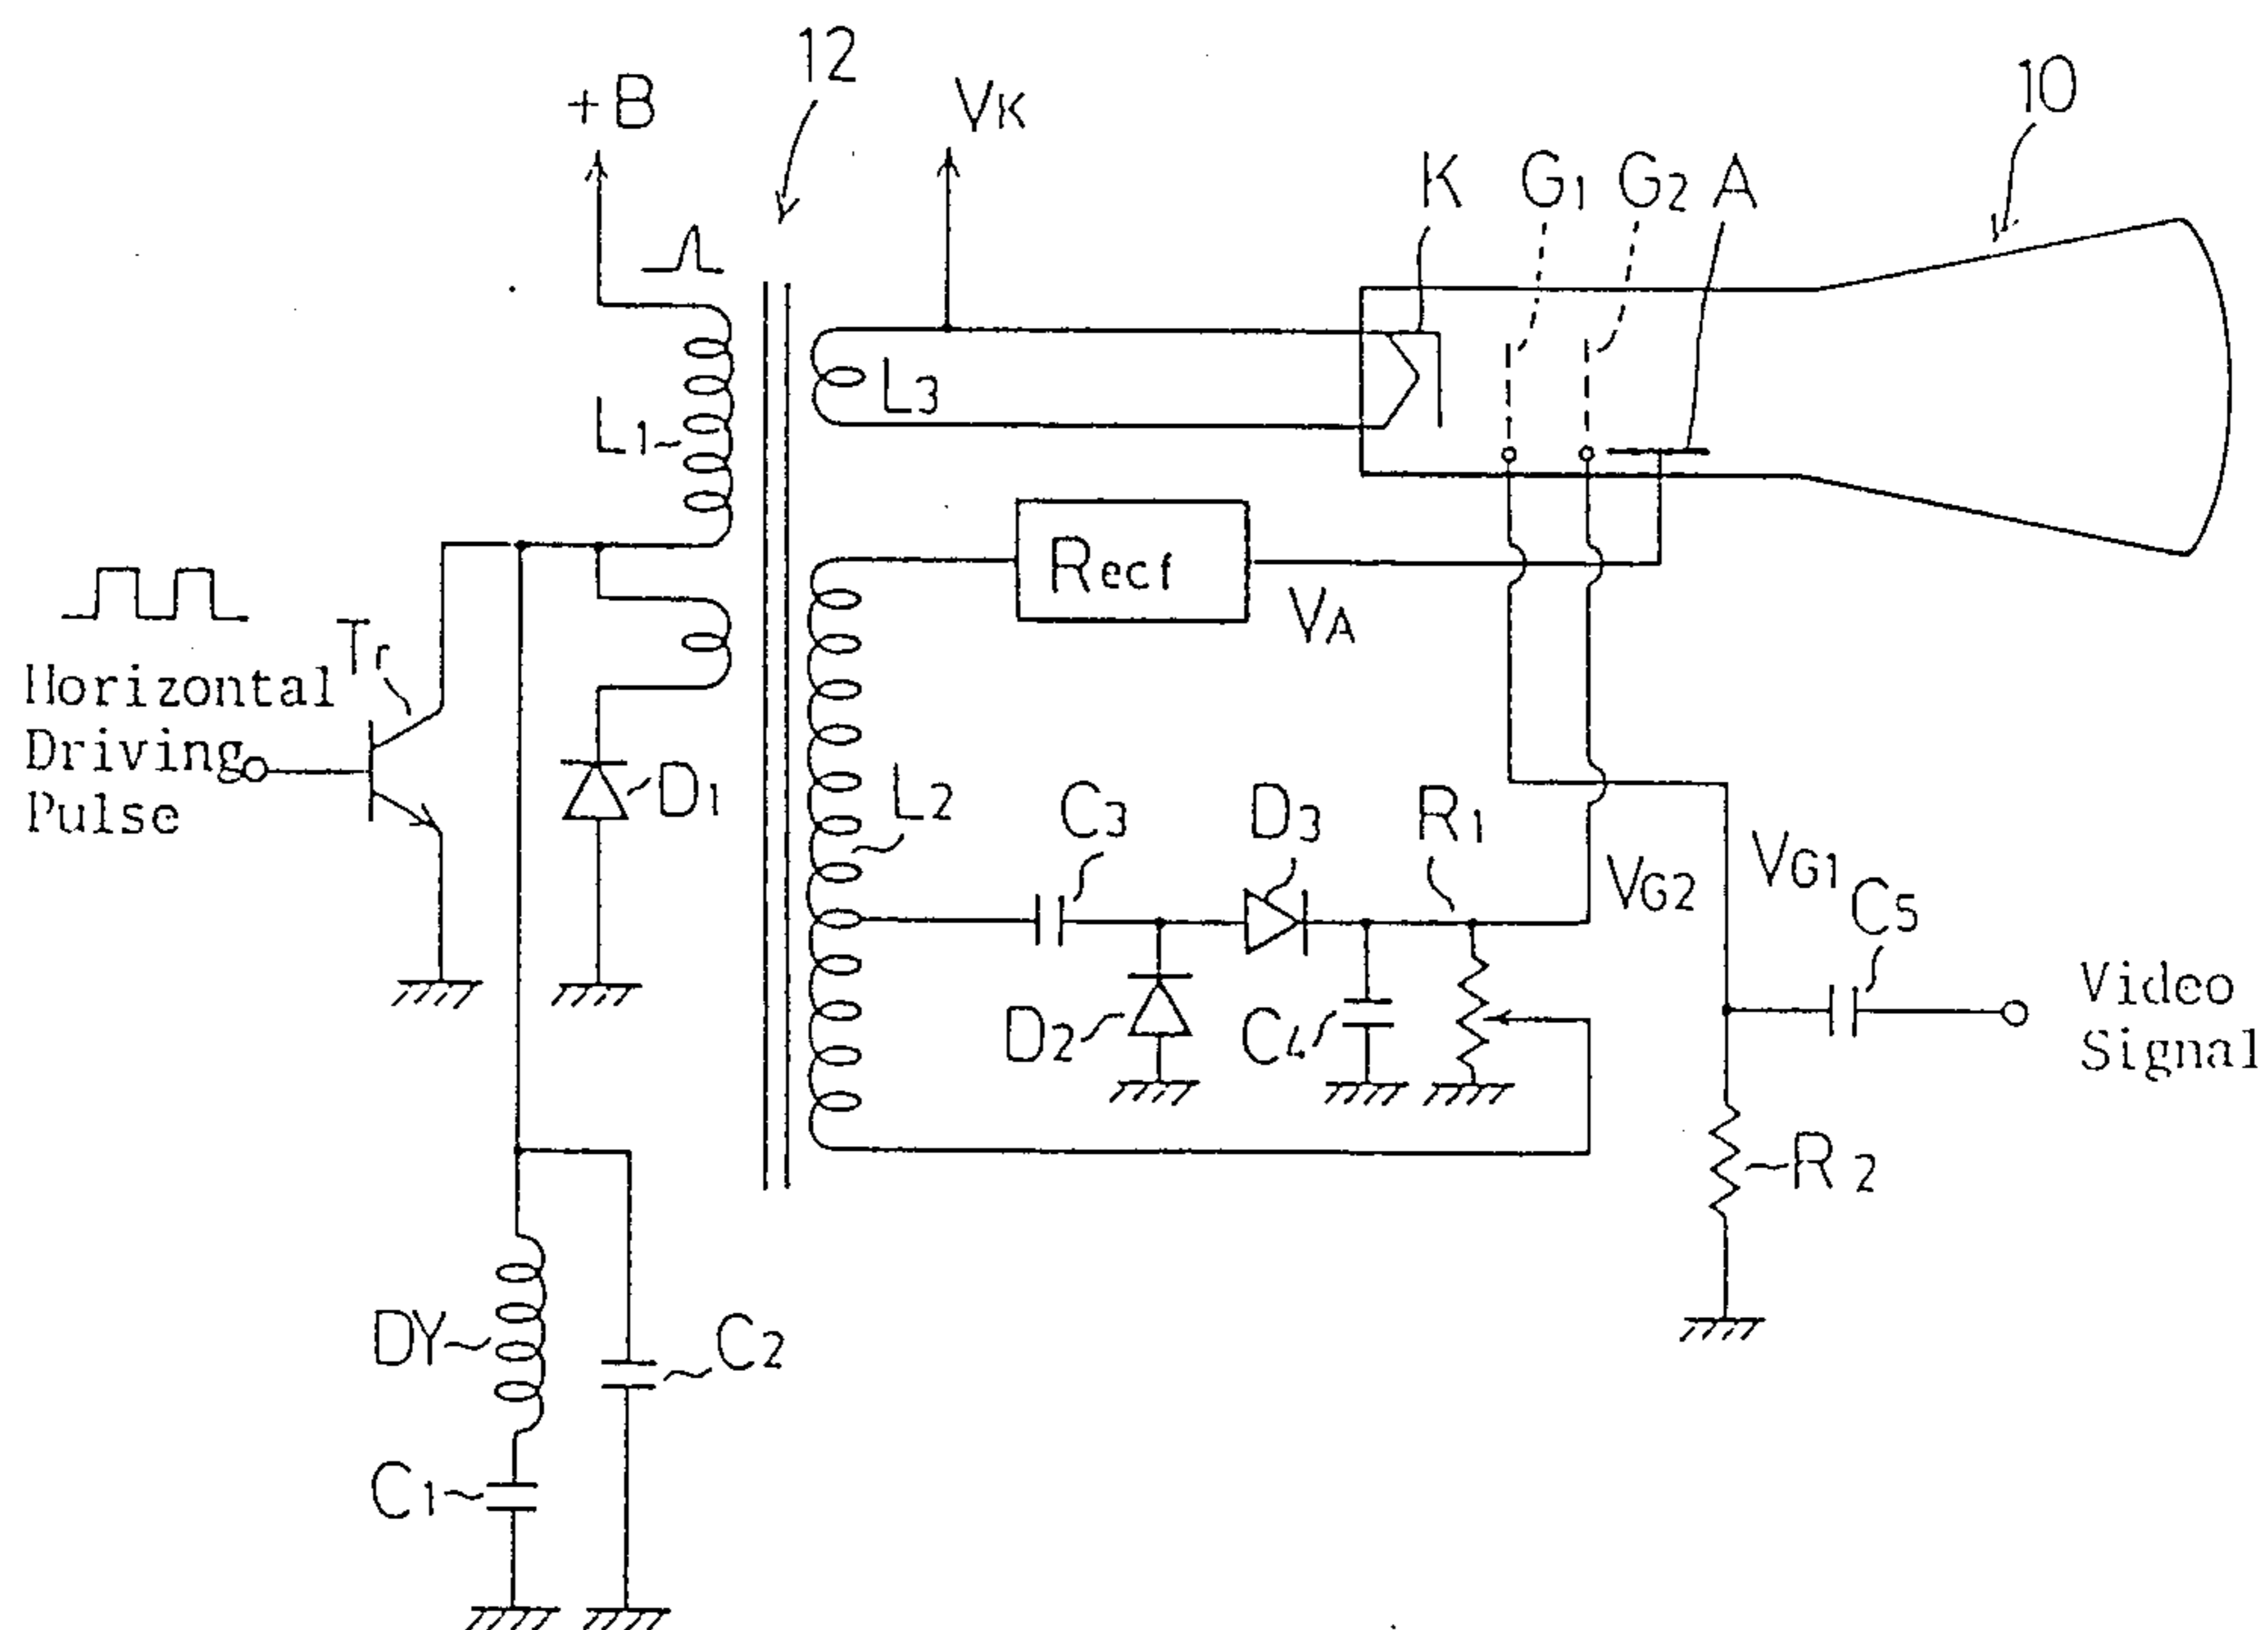 12
10
+B
VK
K
G1
G2
A
L1
L3
Recf
VA
Tr
Horizontal
Driving
Pulse
D1
L2
C3
D3
R1
VG2
VG1
C5
Video
Signal
D2
C4
R2
DY
C2
C1